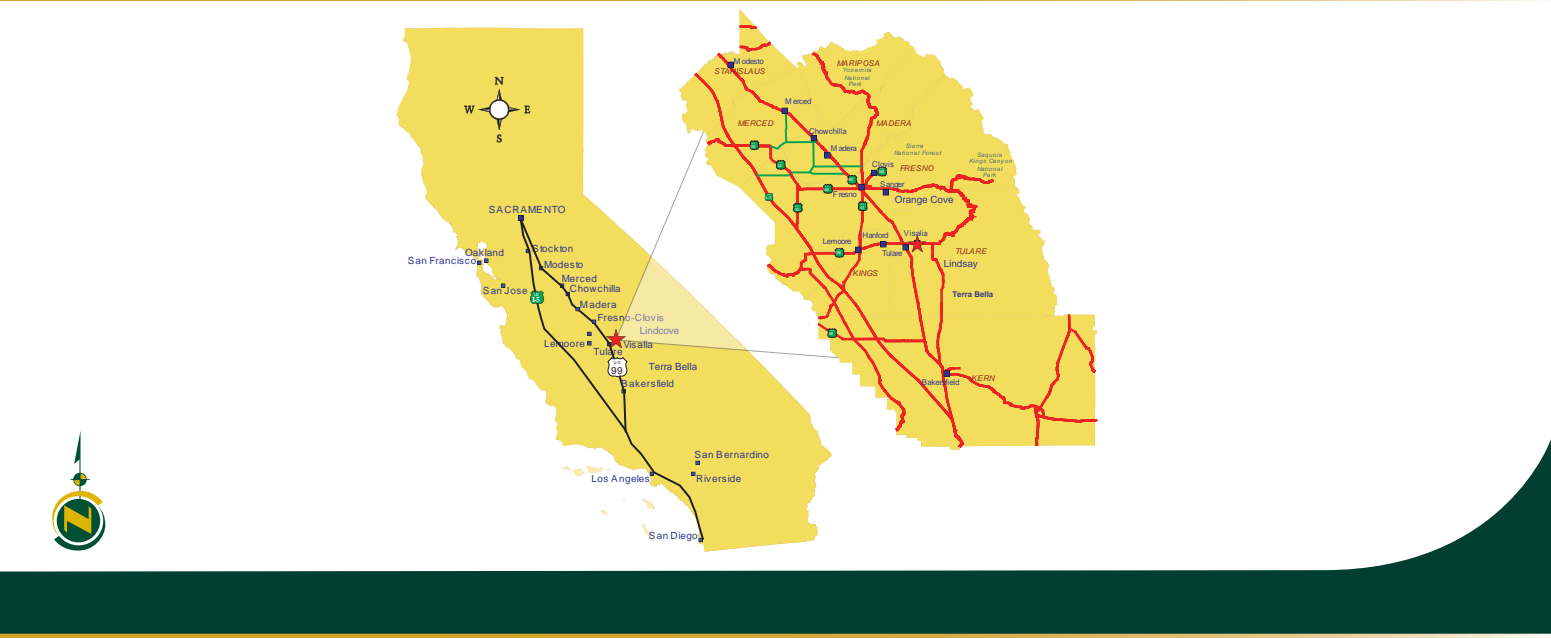 N
W E
S
SACRAMENTO
Stockton
Oakland
San Francisco
Modesto
Merced
San Jose
Chowchilla
Madera
Fresno-Clovis
Lindcove
Lemoore
Visalia
Tulare
99
Terra Bella
Bakersfield
San Bernardino
Los Angeles
Riverside
San Diego
Modesto
STANISLAUS
MARIPOSA
Yosemite
National
Park
Merced
MERCED
MADERA
Chowchilla
Madera
Sierra
National Forest
Sequoia
Kings Canyon
National
Park
Clovis
FRESNO
Sanger
Fresno
Orange Cove
Hanford
Visalia
Lemoore
Tulare
TULARE
Lindsay
KINGS
Terra Bella
Bakersfield
KERN
N